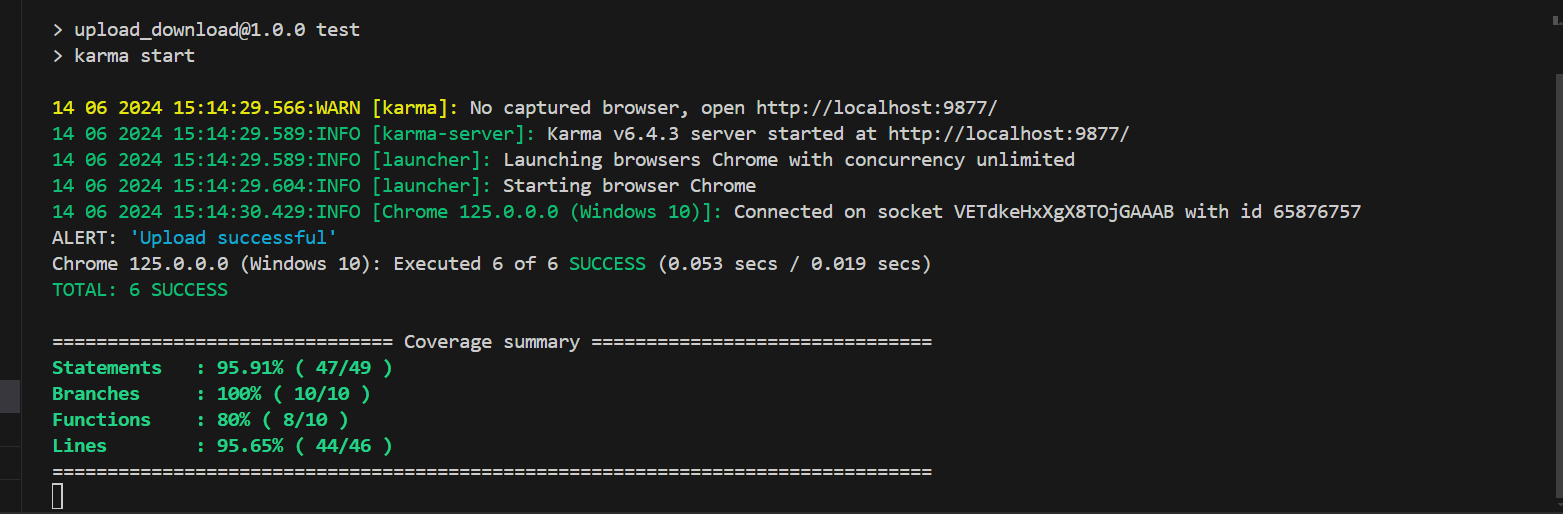 > upload_download@1.0.0 test
> karma start
14 06 2024 15:14:29.566:WARN [karma]: No captured browser, open http://localhost:9877/
14 06 2024 15:14:29.589:INFO [karma-server]: Karma v6.4.3 server started at http://localhost:9877/
14 06 2024 15:14:29.589:INFO [launcher]: Launching browsers Chrome with concurrency unlimited
14 06 2024 15:14:29.604:INFO [launcher]: Starting browser Chrome
14 06 2024 15:14:30.429:INFO [Chrome 125.0.0.0 (Windows 10)]: Connected on socket VETdkeHxXgX8TOjGAAAB with id 65876757
ALERT: 'Upload successful'
Chrome 125.0.0.0 (Windows 10): Executed 6 of 6 SUCCESS (0.053 secs / 0.019 secs)
TOTAL: 6 SUCCESS
=============================== Coverage summary ===============================
Statements   : 95.91% ( 47/49 )
Branches     : 100% ( 10/10 )
Functions    : 80% ( 8/10 )
Lines        : 95.65% ( 44/46 )
================================================================================